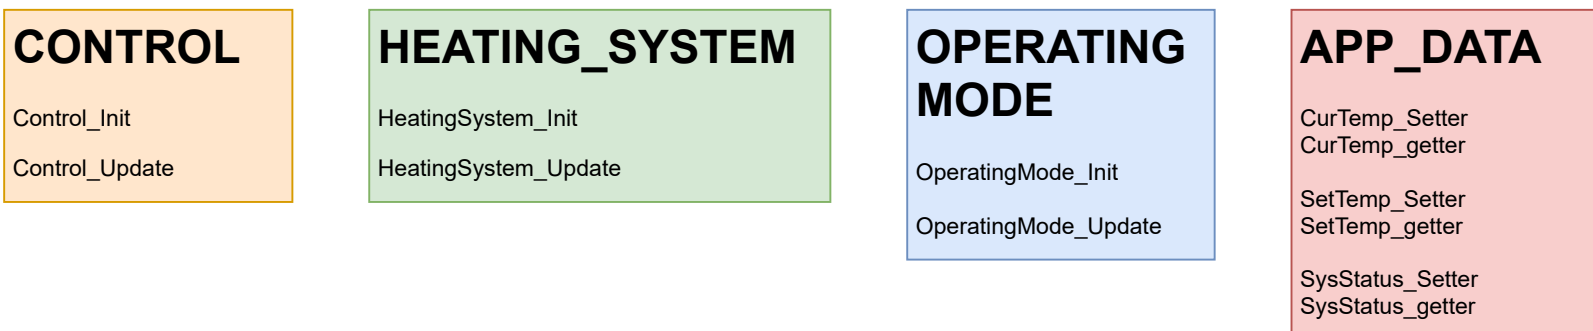 CONTROL
Control_Init
Control_Update
HEATING_SYSTEM
HeatingSystem_Init
HeatingSystem_Update
OPERATING
MODE
OperatingMode_Init
OperatingMode_Update
APP_DATA
CurTemp_Setter
CurTemp_getter
SetTemp_Setter
SetTemp_getter
SysStatus_Setter
SysStatus_getter